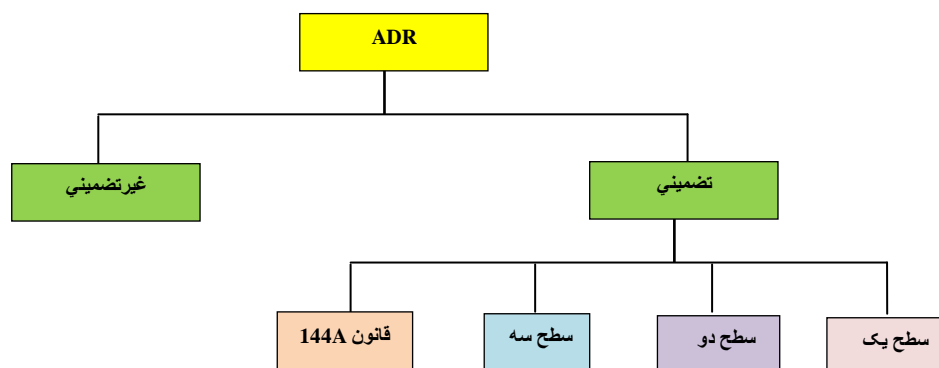 ADR
تضميني
غيرتضميني
سطح يک
سطح دو
سطح سه
قانون 144A